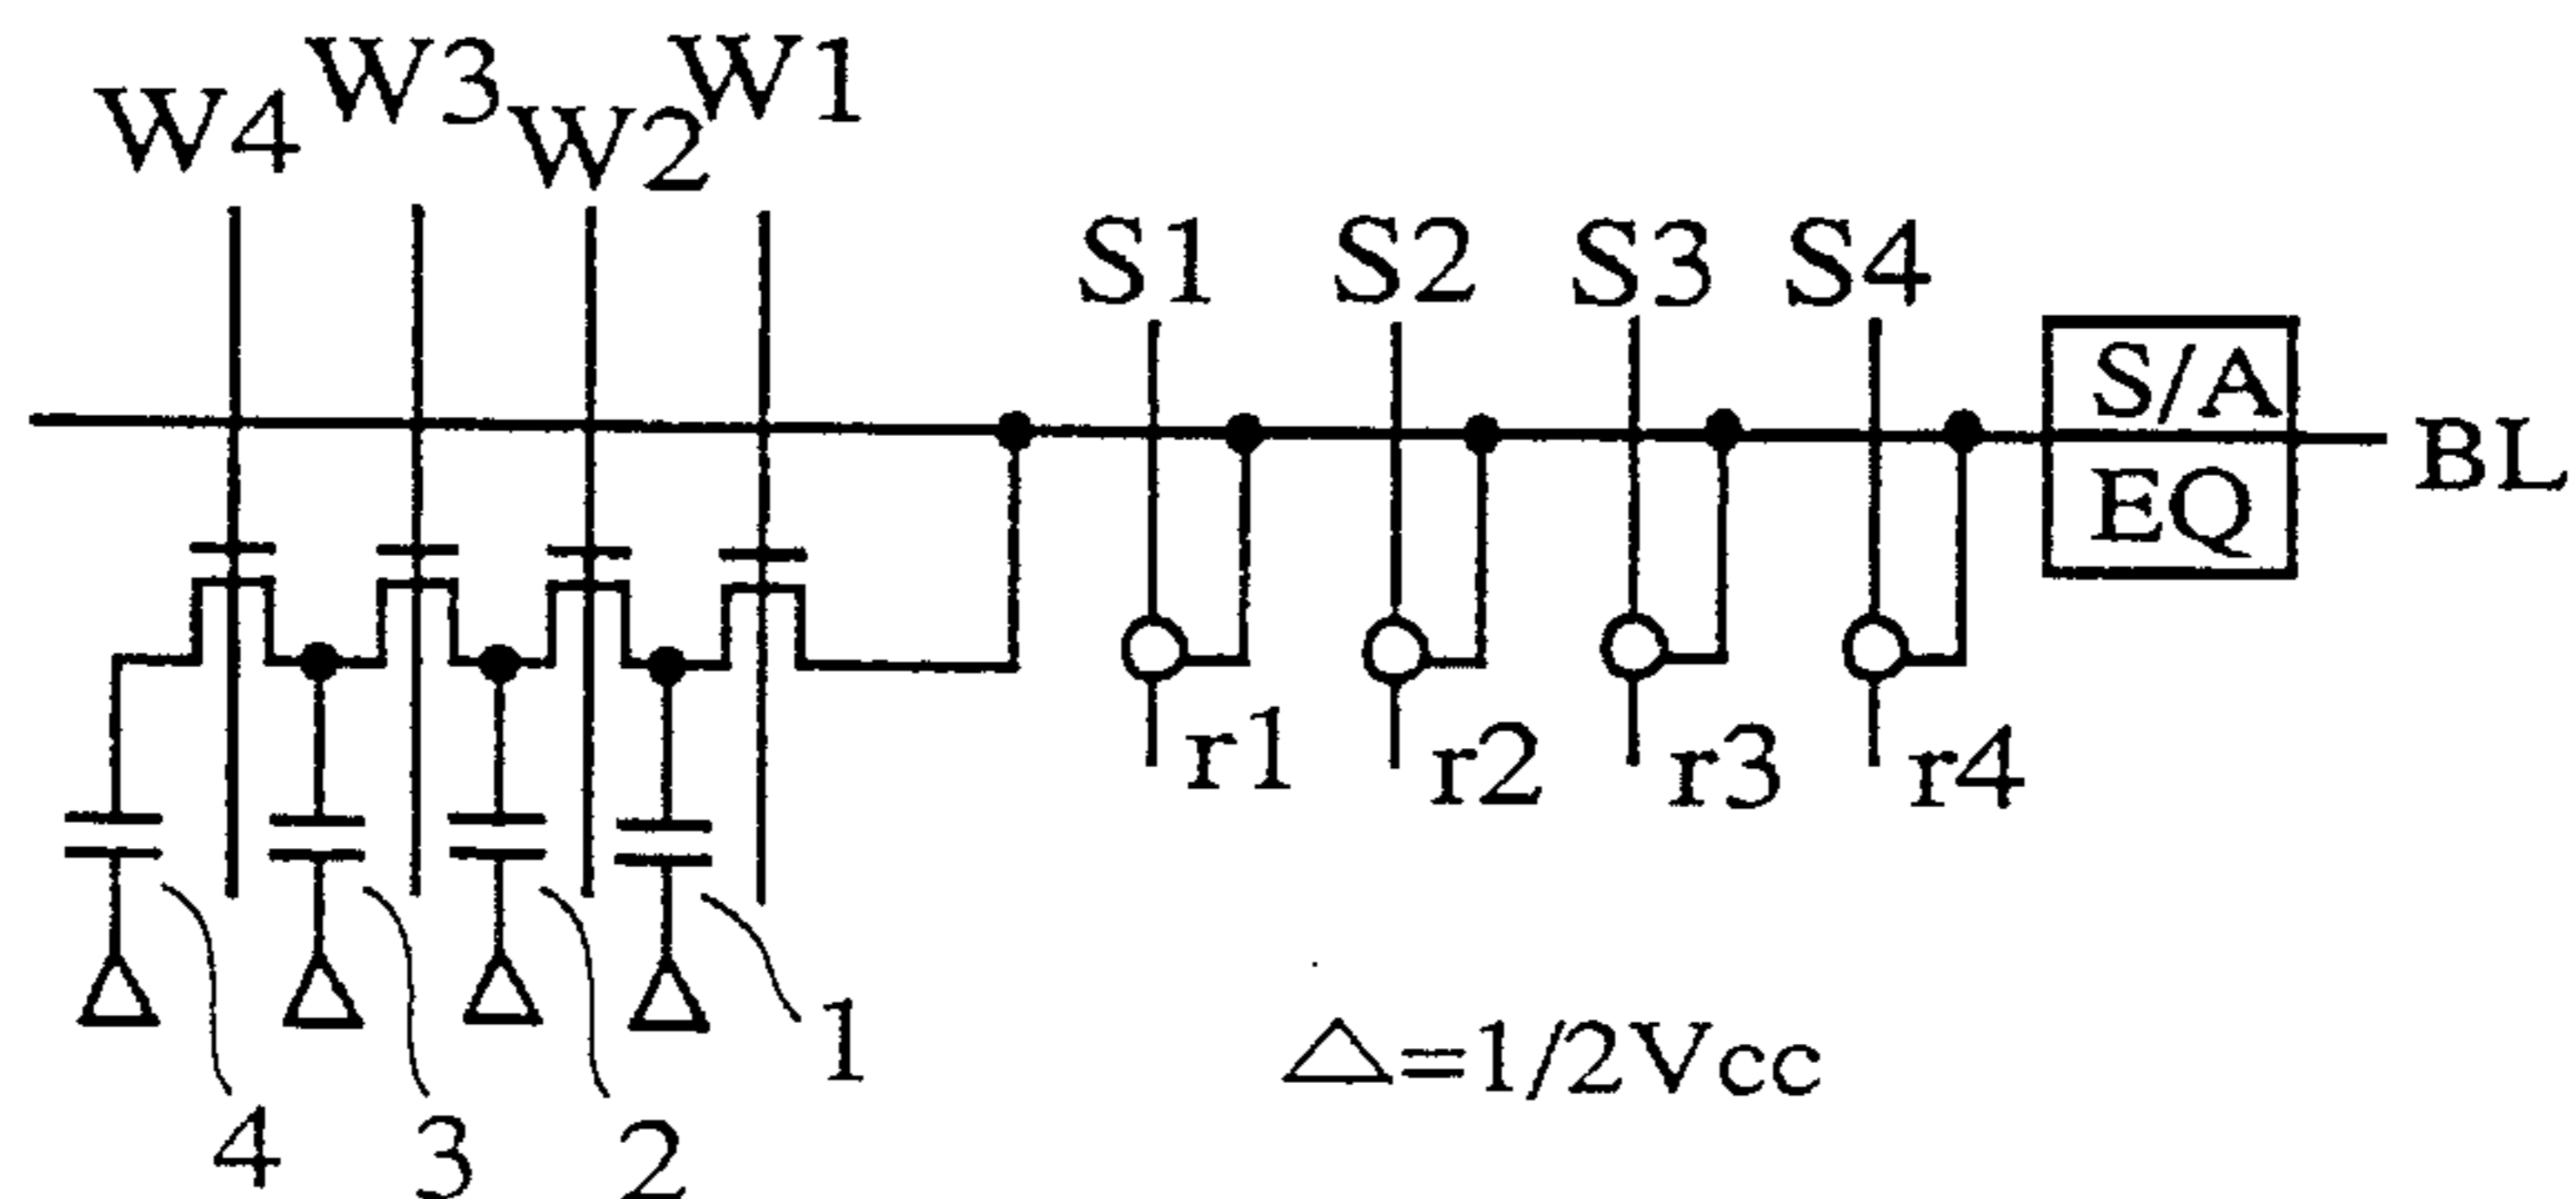 W4 W3 W2 W1
S1 S2 S3 S4
S/A
EQ
BL
r1 r2 r3 r4
4 3 2 1
△=1/2Vcc